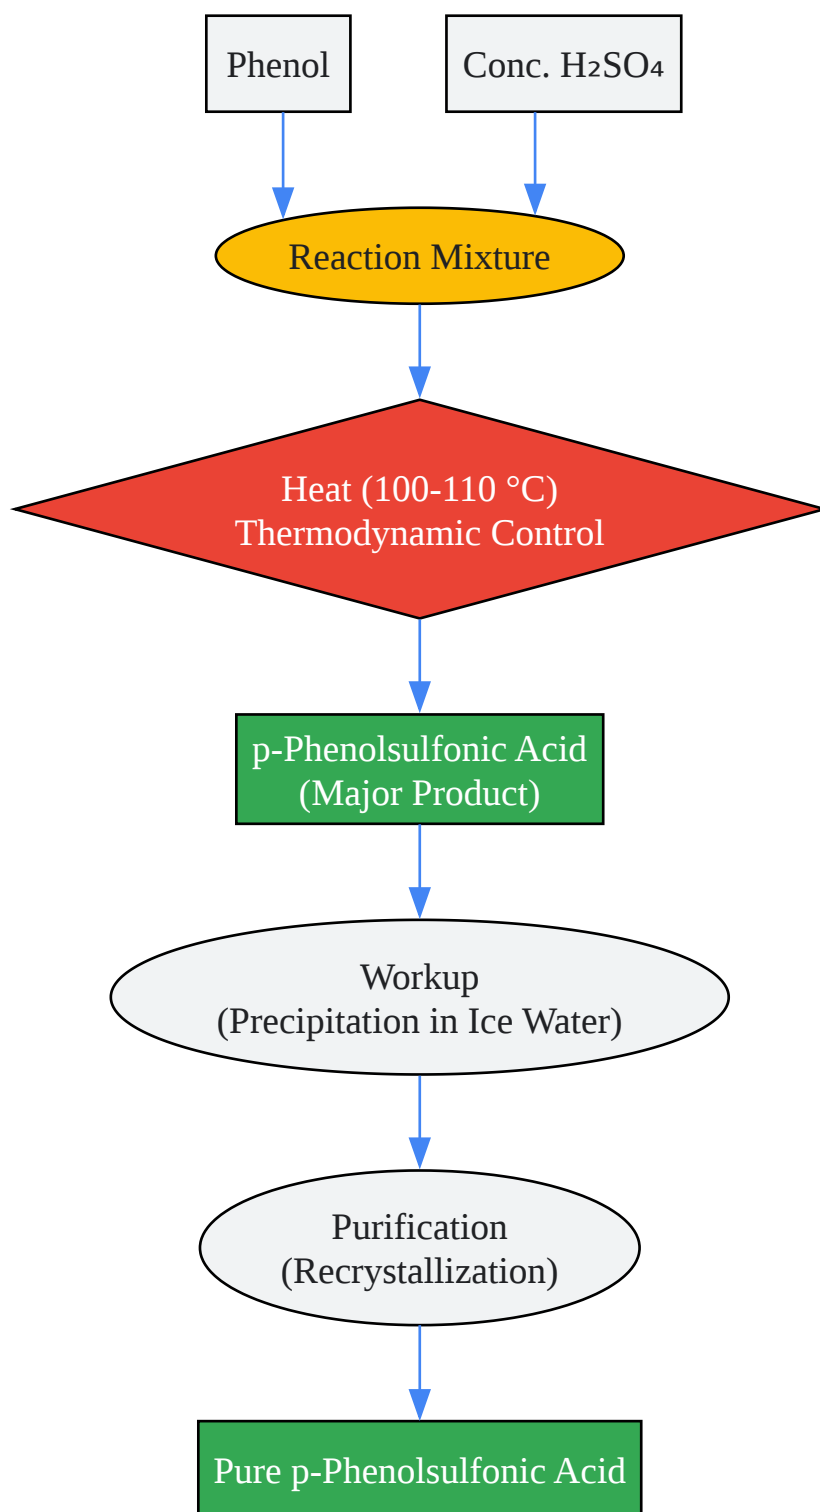 Phenol
Conc. H₂SO₄
Reaction Mixture
Heat (100-110 °C)
Thermodynamic Control
p-Phenolsulfonic Acid
(Major Product)
Workup
(Precipitation in Ice Water)
Purification
(Recrystallization)
Pure p-Phenolsulfonic Acid